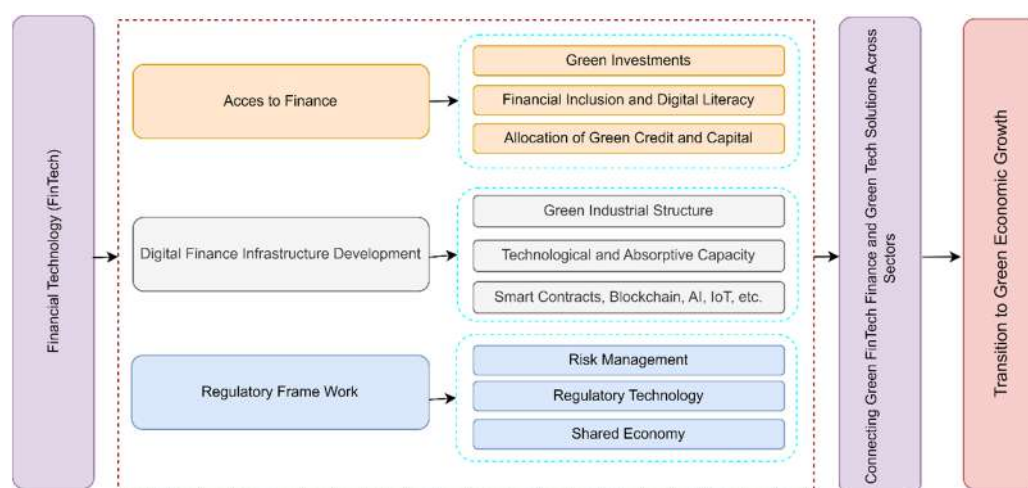 Financial Technology (FinTech)
Acces to Finance
Green Investments
Financial Inclusion and Digital Literacy
Allocation of Green Credit and Capital
Digital Finance Infrastructure Development
Green Industrial Structure
Technological and Absorptive Capacity
Smart Contracts, Blockchain, AI, IoT, etc.
Regulatory Frame Work
Risk Management
Regulatory Technology
Shared Economy
Connecting Green FinTech Finance and Green Tech Solutions Across
Sectors
Transition to Green Economic Growth